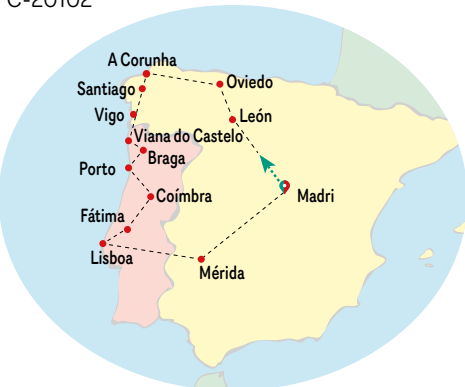 C-20102
A Corunha
Santiago
Oviedo
Vigo
León
Viana do Castelo
Braga
Porto
Coímbra
Madri
Fátima
Lisboa
Mérida